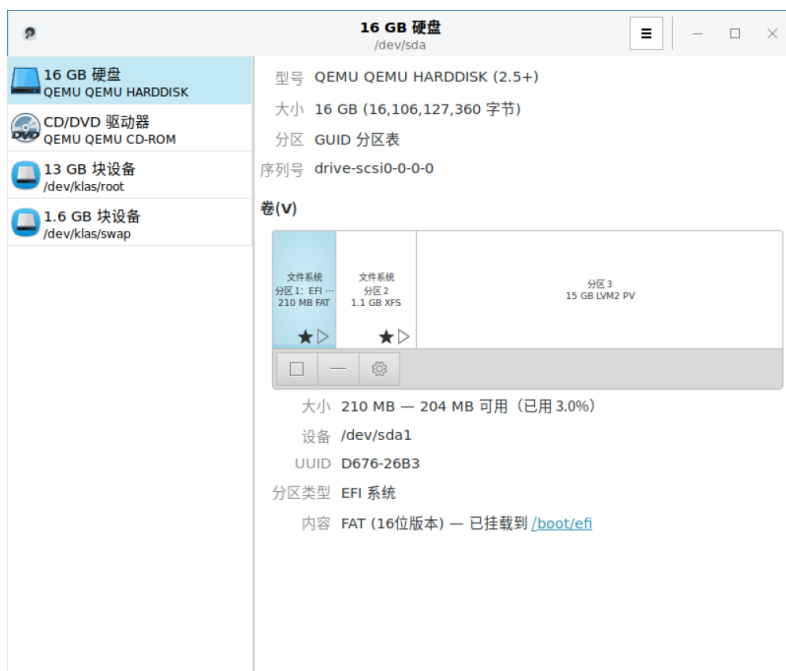 16 GB 硬盘
/dev/sda
16 GB 硬盘
QEMU QEMU HARDDISK
CD/DVD 驱动器
QEMU QEMU CD-ROM
13 GB 块设备
/dev/klas/root
1.6 GB 块设备
/dev/klas/swap
型号 QEMU QEMU HARDDISK (2.5+)
大小 16 GB (16,106,127,360 字节)
分区 GUID 分区表
序列号 drive-scsi0-0-0-0
卷(V)
文件系统
分区 1: EFI ···
210 MB FAT
文件系统
分区 2
1.1 GB XFS
分区 3
15 GB LVM2 PV
大小 210 MB — 204 MB 可用（已用 3.0%）
设备 /dev/sda1
UUID D676-26B3
分区类型 EFI 系统
内容 FAT (16位版本) — 已挂载到 /boot/efi